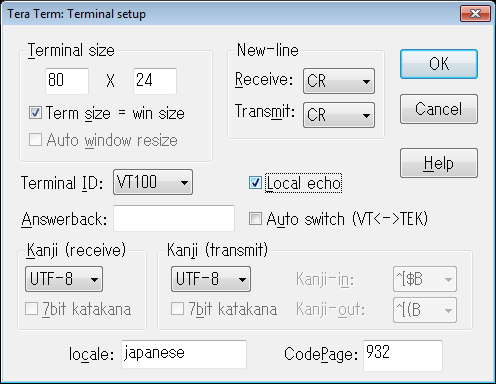 Tera Term: Terminal setup
Terminal size
80 X 24
Term size = win size
Auto window resize
New-line
Receive: CR
Transmit: CR
OK
Cancel
Help
Terminal ID: VT100
Local echo
Answerback:
Auto switch (VT<->TEK)
Kanji (receive)
UTF-8
7bit katakana
Kanji (transmit)
UTF-8
7bit katakana
Kanji-in: ^[$B
Kanji-out: ^[(B
locale: japanese
CodePage: 932